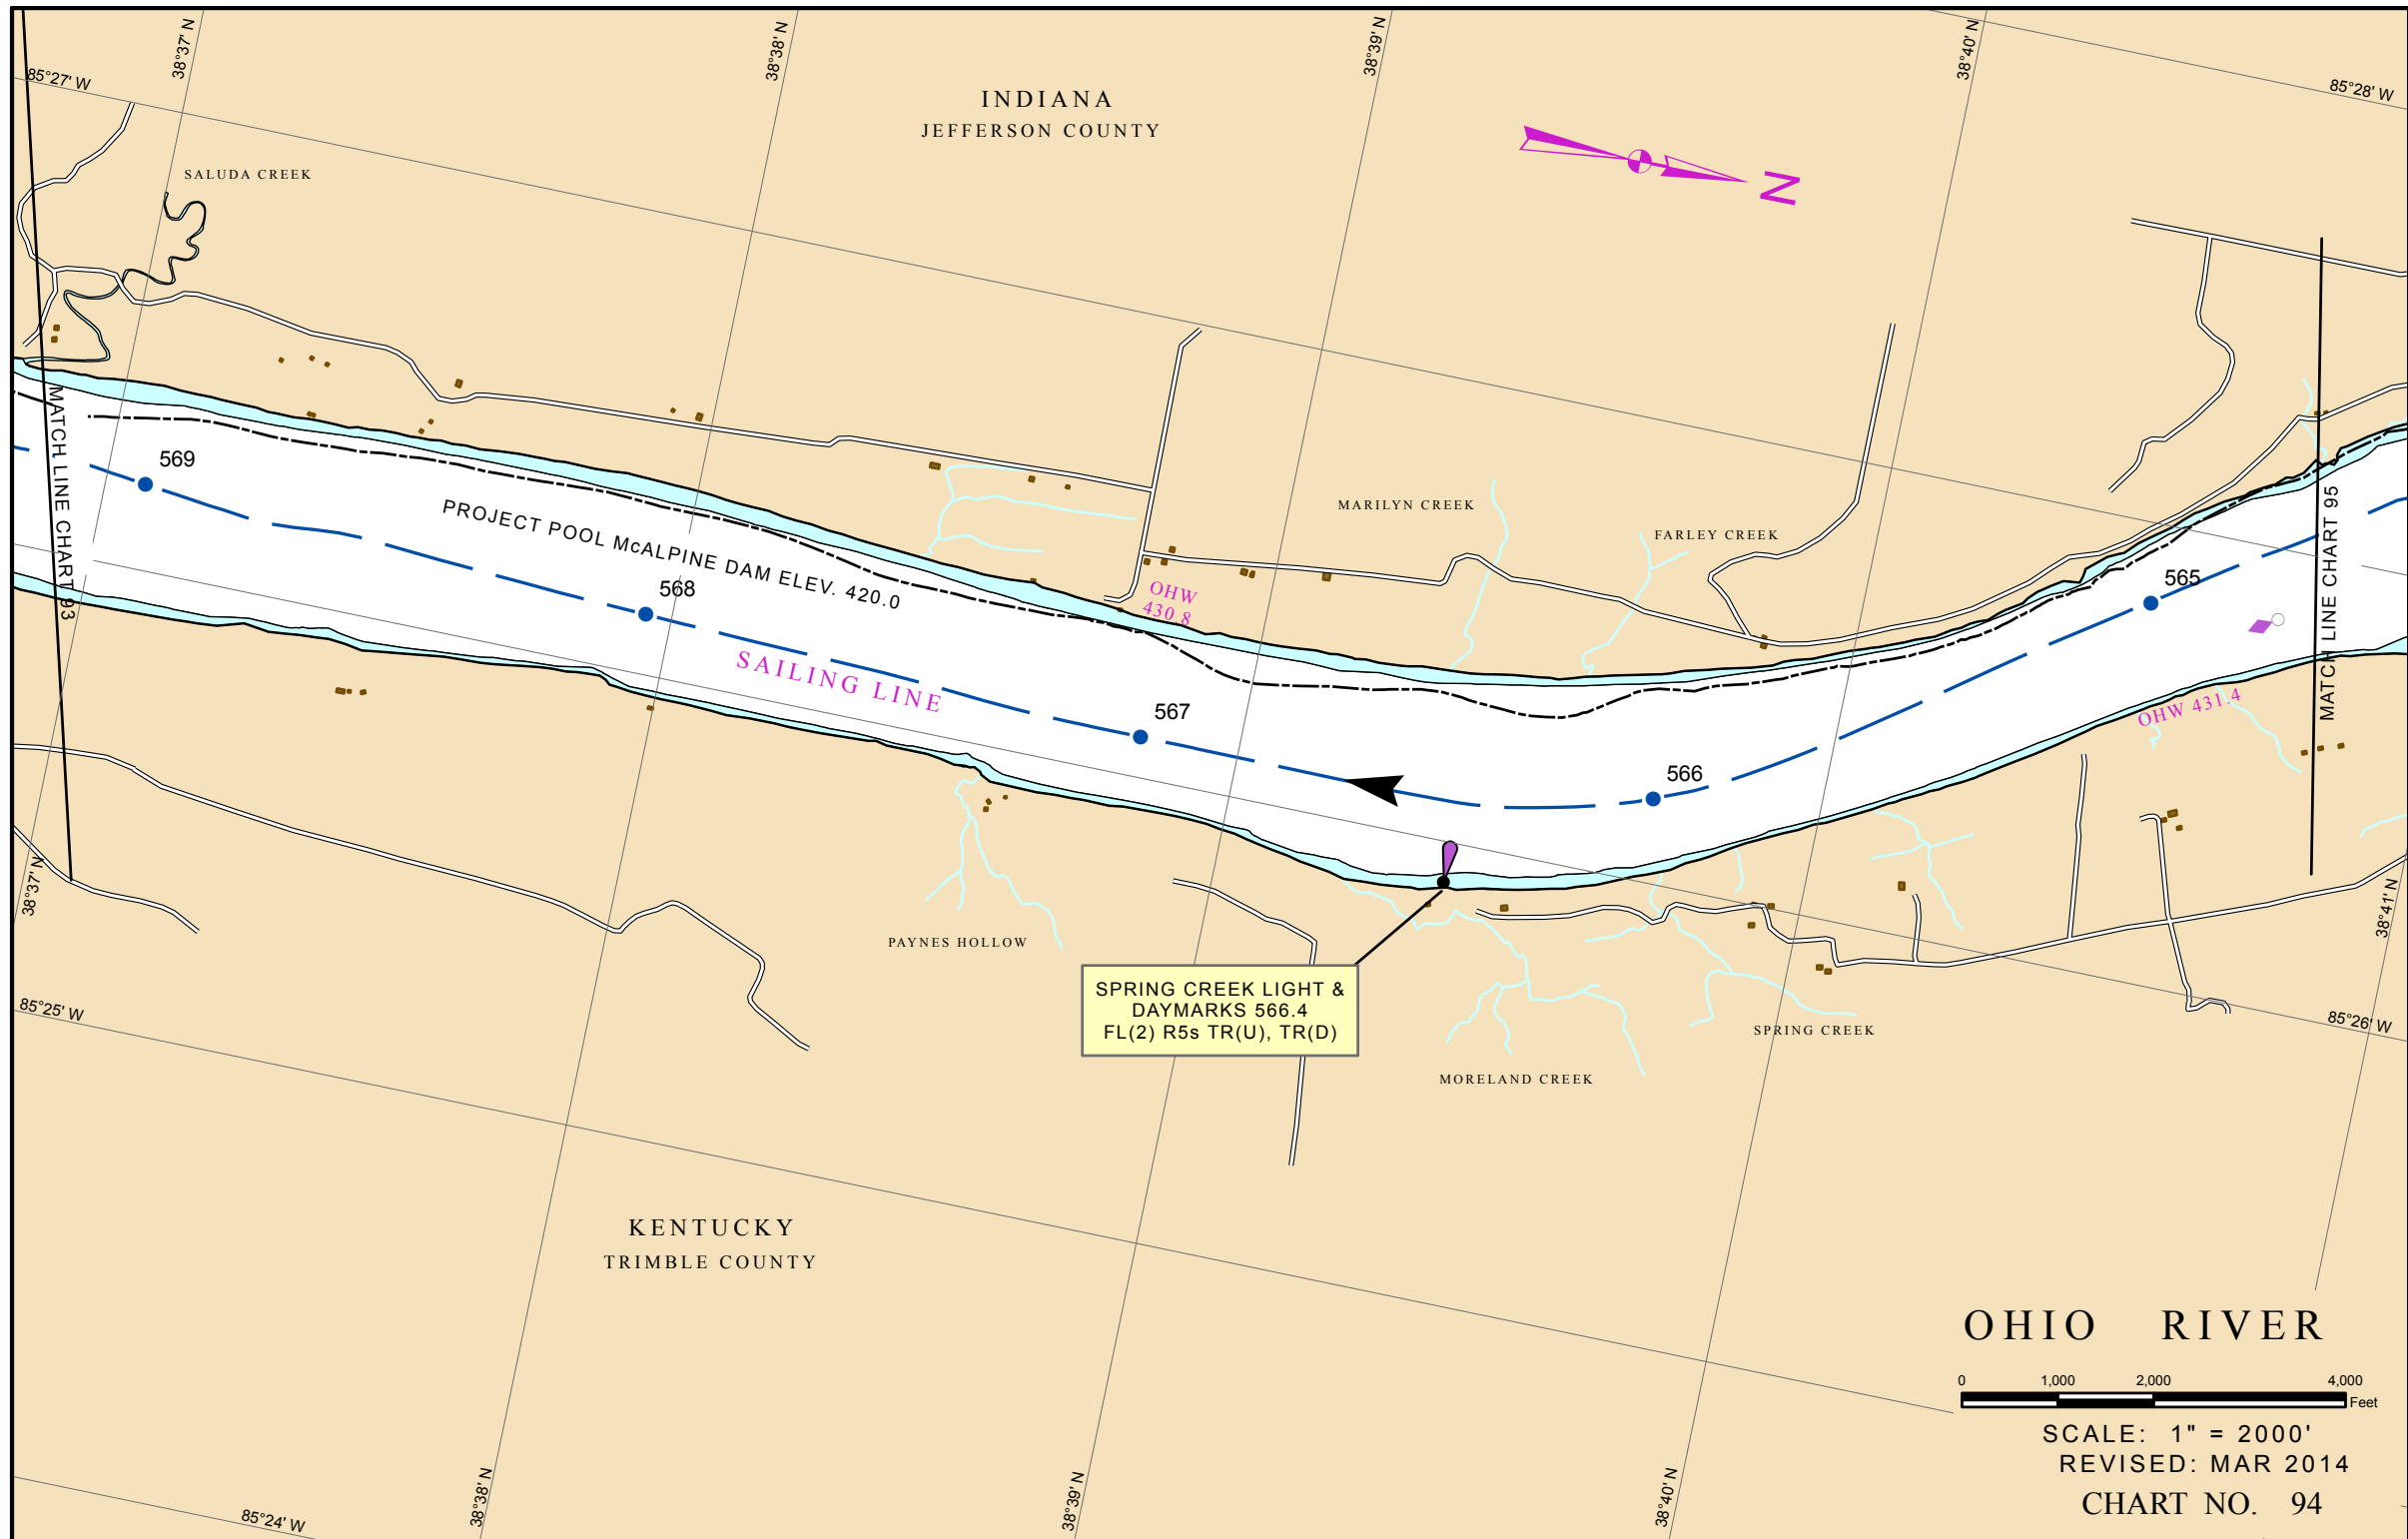 38°37' N
38°38' N
38°39' N
38°40' N
85°27' W
85°28' W
INDIANA
JEFFERSON COUNTY
N
SALUDA CREEK
MATCH LINE CHART 93
569
PROJECT POOL McALPINE DAM ELEV. 420.0
568
SAILING LINE
567
OHW
430.8
MARILYN CREEK
FARLEY CREEK
566
565
MATCH LINE CHART 95
OHW 431.4
38°37' N
38°41' N
PAYNES HOLLOW
SPRING CREEK LIGHT &
DAYMARKS 566.4
FL(2) R5s TR(U), TR(D)
SPRING CREEK
MORELAND CREEK
85°25' W
85°26' W
KENTUCKY
TRIMBLE COUNTY
85°24' W
38°38' N
38°39' N
38°40' N
OHIO RIVER
0 1,000 2,000 4,000
Feet
SCALE: 1" = 2000'
REVISED: MAR 2014
CHART NO. 94